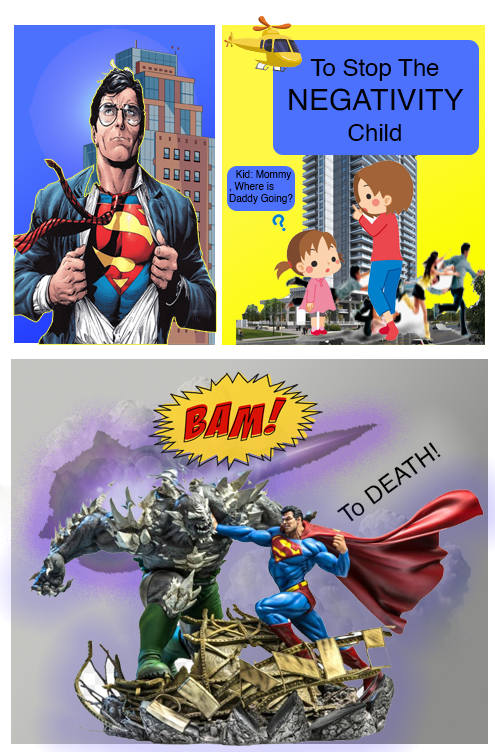 To Stop The
NEGATIVITY
Child
Kid: Mommy
, Where is
Daddy Going?
?
BAM!
To DEATH!